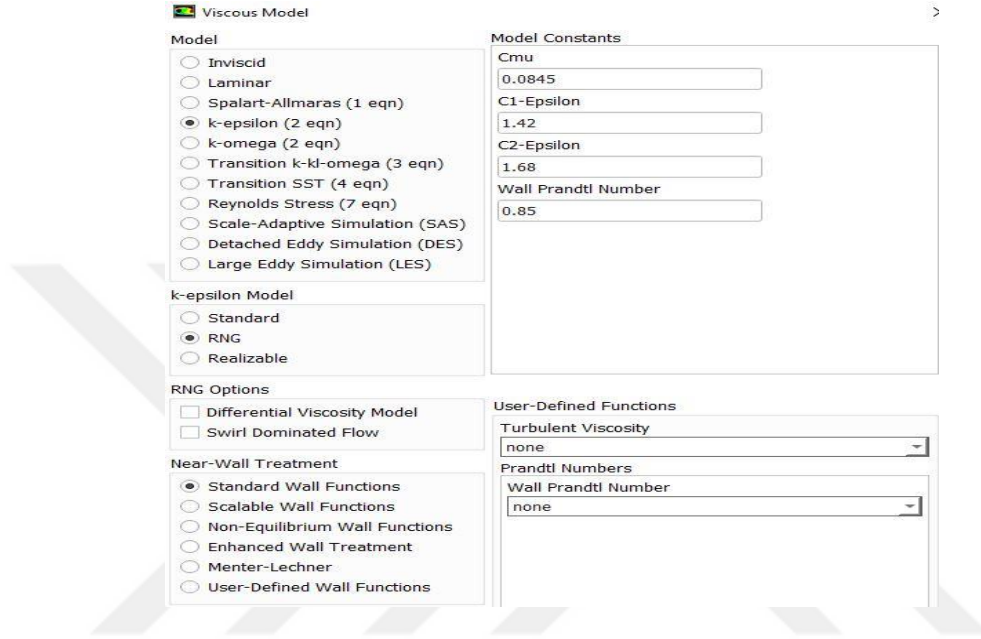 Viscous Model
Model
Inviscid
Laminar
Spalart-Allmaras (1 eqn)
k-epsilon (2 eqn)
k-omega (2 eqn)
Transition k-kl-omega (3 eqn)
Transition SST (4 eqn)
Reynolds Stress (7 eqn)
Scale-Adaptive Simulation (SAS)
Detached Eddy Simulation (DES)
Large Eddy Simulation (LES)
k-epsilon Model
Standard
RNG
Realizable
RNG Options
Differential Viscosity Model
Swirl Dominated Flow
Near-Wall Treatment
Standard Wall Functions
Scalable Wall Functions
Non-Equilibrium Wall Functions
Enhanced Wall Treatment
Menter-Lechner
User-Defined Wall Functions
Model Constants
Cmu
0.0845
C1-Epsilon
1.42
C2-Epsilon
1.68
Wall Prandtl Number
0.85
User-Defined Functions
Turbulent Viscosity
none
Prandtl Numbers
Wall Prandtl Number
none